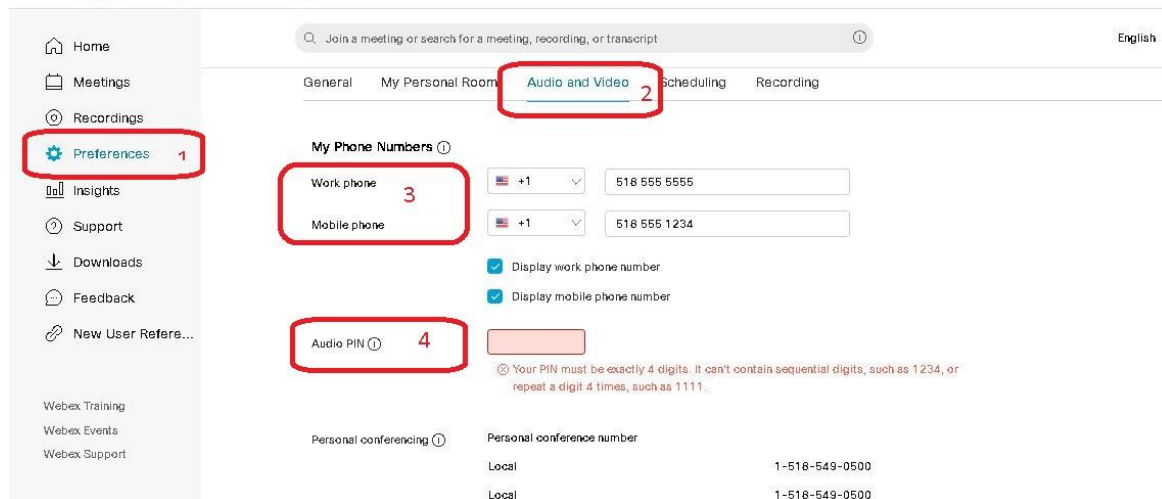 Home
Meetings
Recordings
Preferences 1
Insights
Support
Downloads
Feedback
New User Refere...
Webex Training
Webex Events
Webex Support
Join a meeting or search for a meeting, recording, or transcript
English
General My Personal Room Audio and Video 2 Scheduling Recording
My Phone Numbers
Work phone +1 518 555 5555
3
Mobile phone +1 518 555 1234
Display work phone number
Display mobile phone number
Audio PIN 4
Your PIN must be exactly 4 digits. It can't contain sequential digits, such as 1234, or
repeat a digit 4 times, such as 1111.
Personal conferencing Personal conference number
Local 1-518-549-0500
Local 1-518-549-0500